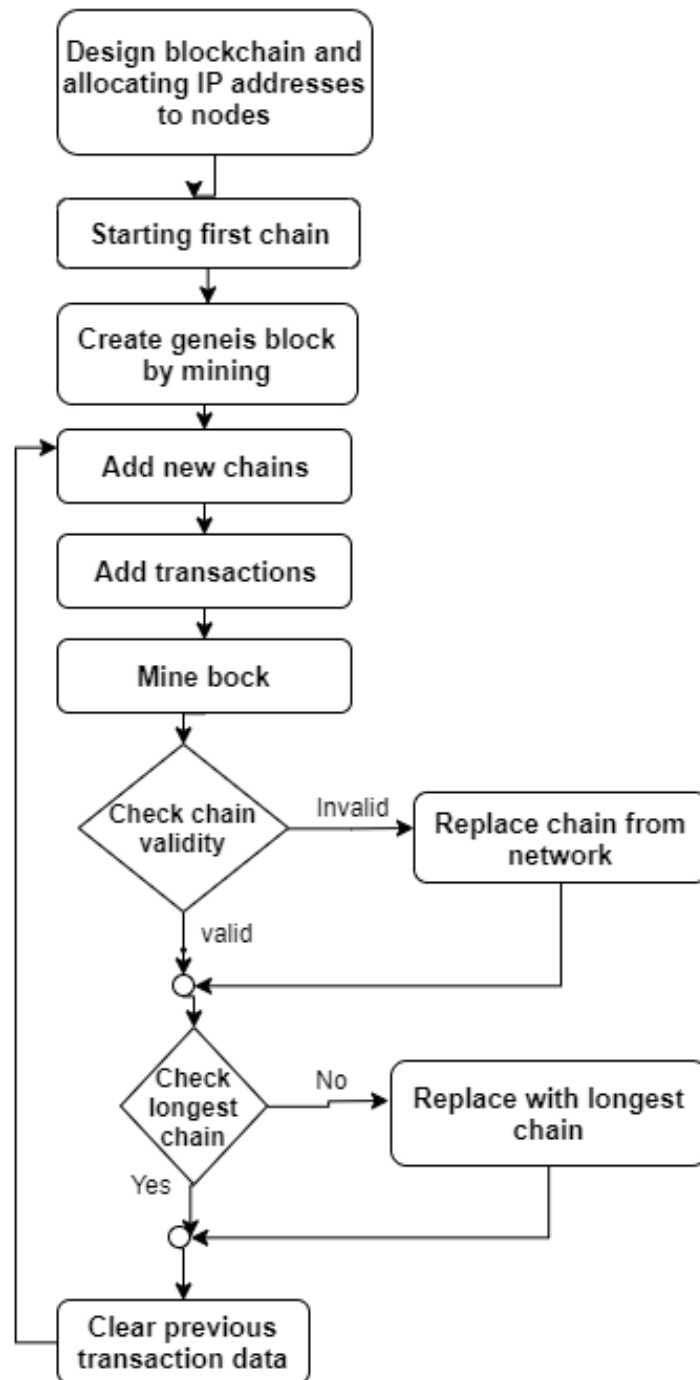 Design blockchain and
allocating IP addresses
to nodes
Starting first chain
Create geneis block
by mining
Add new chains
Add transactions
Mine bock
Check chain
validity
Invalid
Replace chain from
network
valid
Check
longest
chain
No
Replace with longest
chain
Yes
Clear previous
transaction data